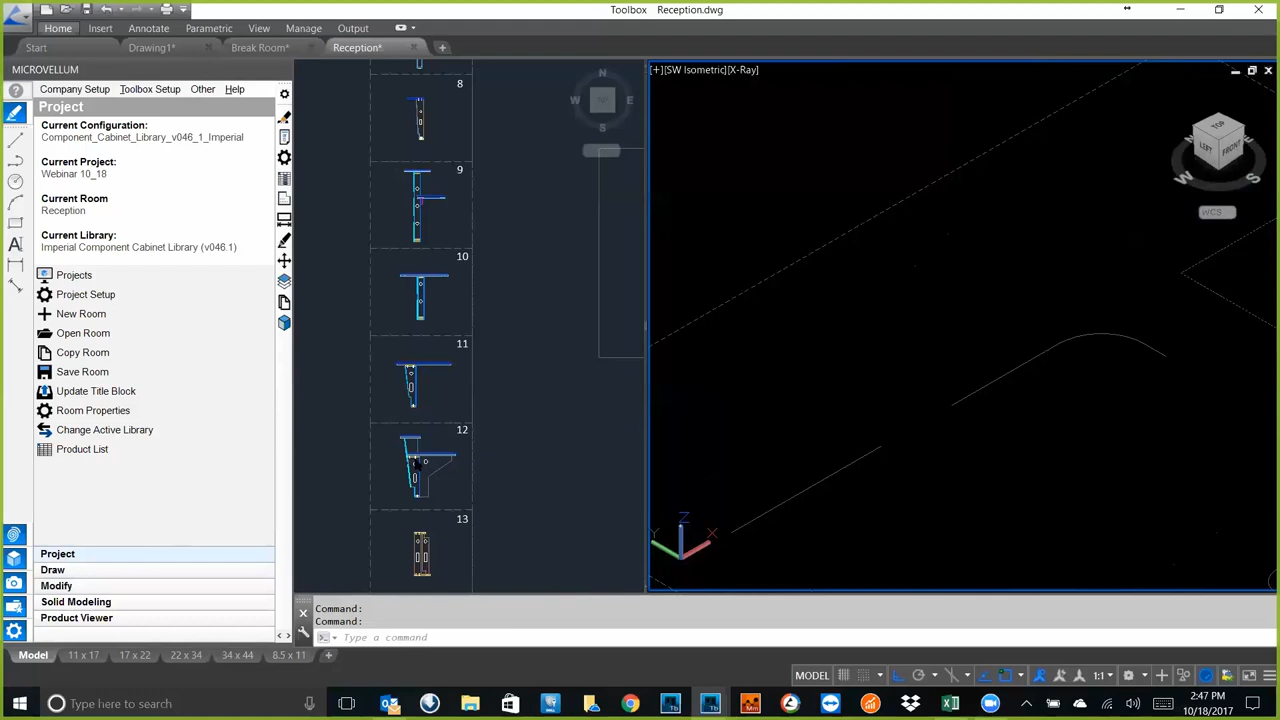 Toolbox Reception.dwg
Home Insert Annotate Parametric View Manage Output
Start Drawing1* Break Room* Reception*
MICROVELLUM
Company Setup Toolbox Setup Other Help
Project
Current Configuration:
Component_Cabinet_Library_v046_1_Imperial
Current Project:
Webinar 10_18
Current Room
Reception
Current Library:
Imperial Component Cabinet Library (v046.1)
Projects
Project Setup
New Room
Open Room
Copy Room
Save Room
Update Title Block
Room Properties
Change Active Library
Product List
Project
Draw
Modify
Solid Modeling
Product Viewer
8
9
10
11
12
13
N
W TOP E
S
[+][SW Isometric][X-Ray]
TOP
LEFT FRONT
W S
WCS
Z
Y X
Command:
Command:
Type a command
Model 11 x 17 17 x 22 22 x 34 34 x 44 8.5 x 11 +
MODEL 1:1
Type here to search
2:47 PM
10/18/2017